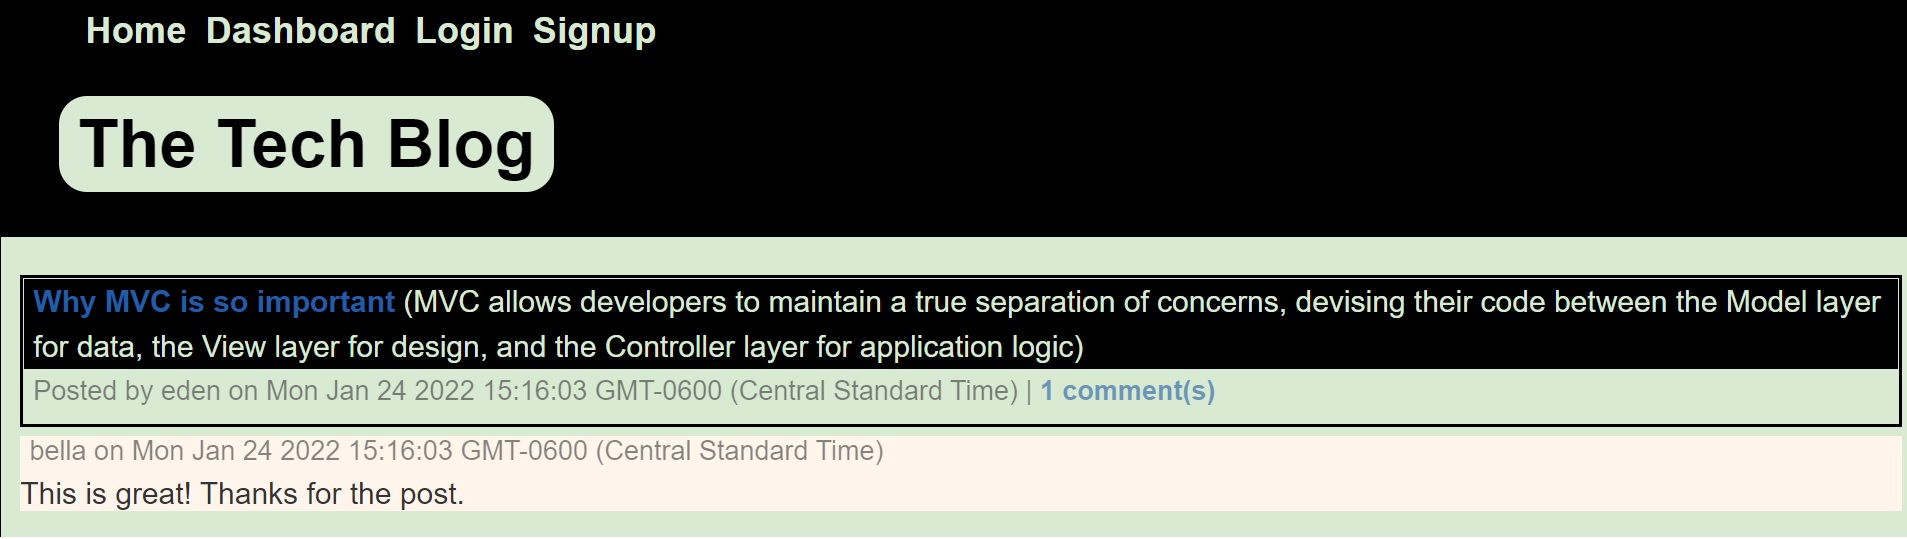 Home Dashboard Login Signup
The Tech Blog
Why MVC is so important (MVC allows developers to maintain a true separation of concerns, devising their code between the Model layer
for data, the View layer for design, and the Controller layer for application logic)
Posted by eden on Mon Jan 24 2022 15:16:03 GMT-0600 (Central Standard Time) | 1 comment(s)
bella on Mon Jan 24 2022 15:16:03 GMT-0600 (Central Standard Time)
This is great! Thanks for the post.